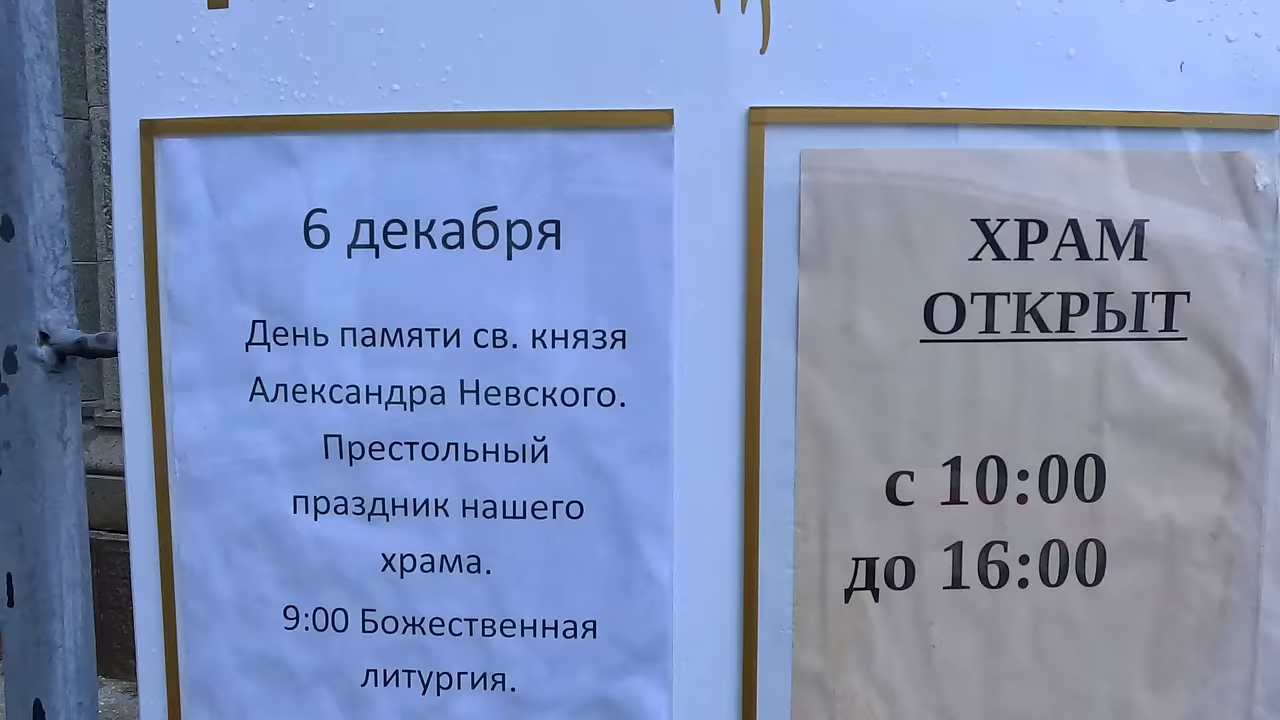 6 декабря
День памяти св. князя
Александра Невского.
Престольный
праздник нашего
храма.
9:00 Божественная
литургия.
ХРАМ
ОТКРЫТ
с 10:00
до 16:00